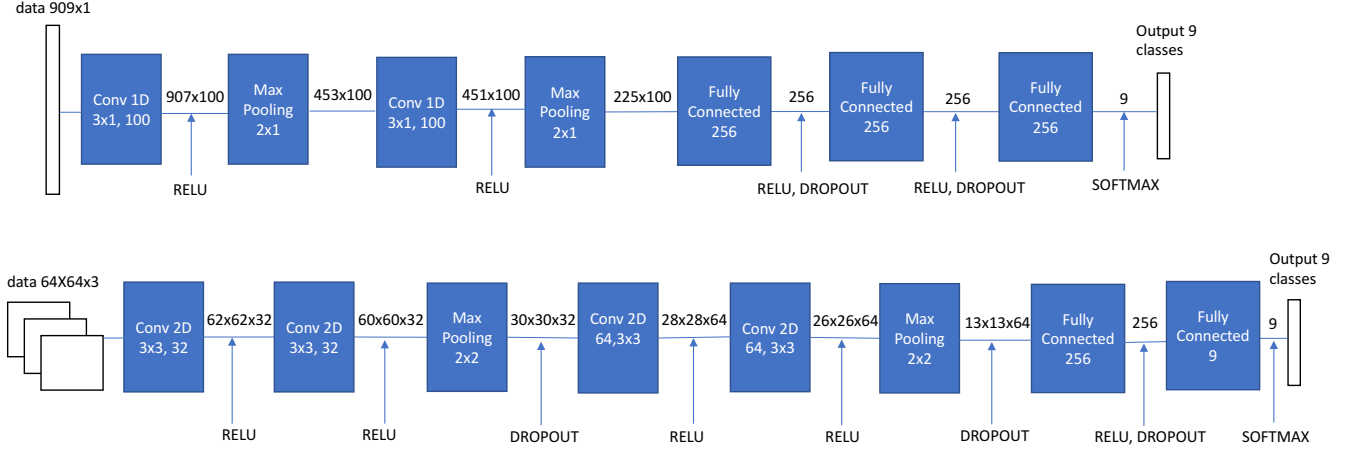 data 909x1
Conv 1D
3x1, 100
907x100
RELU
Max
Pooling
2x1
453x100
Conv 1D
3x1, 100
451x100
RELU
Max
Pooling
2x1
225x100
Fully
Connected
256
256
RELU, DROPOUT
Fully
Connected
256
256
RELU, DROPOUT
Fully
Connected
256
9
SOFTMAX
Output 9
classes
data 64X64x3
Conv 2D
3x3, 32
62x62x32
RELU
Conv 2D
3x3, 32
60x60x32
RELU
Max
Pooling
2x2
30x30x32
DROPOUT
Conv 2D
64,3x3
28x28x64
RELU
Conv 2D
64, 3x3
26x26x64
RELU
Max
Pooling
2x2
13x13x64
DROPOUT
Fully
Connected
256
256
RELU, DROPOUT
Fully
Connected
9
9
SOFTMAX
Output 9
classes